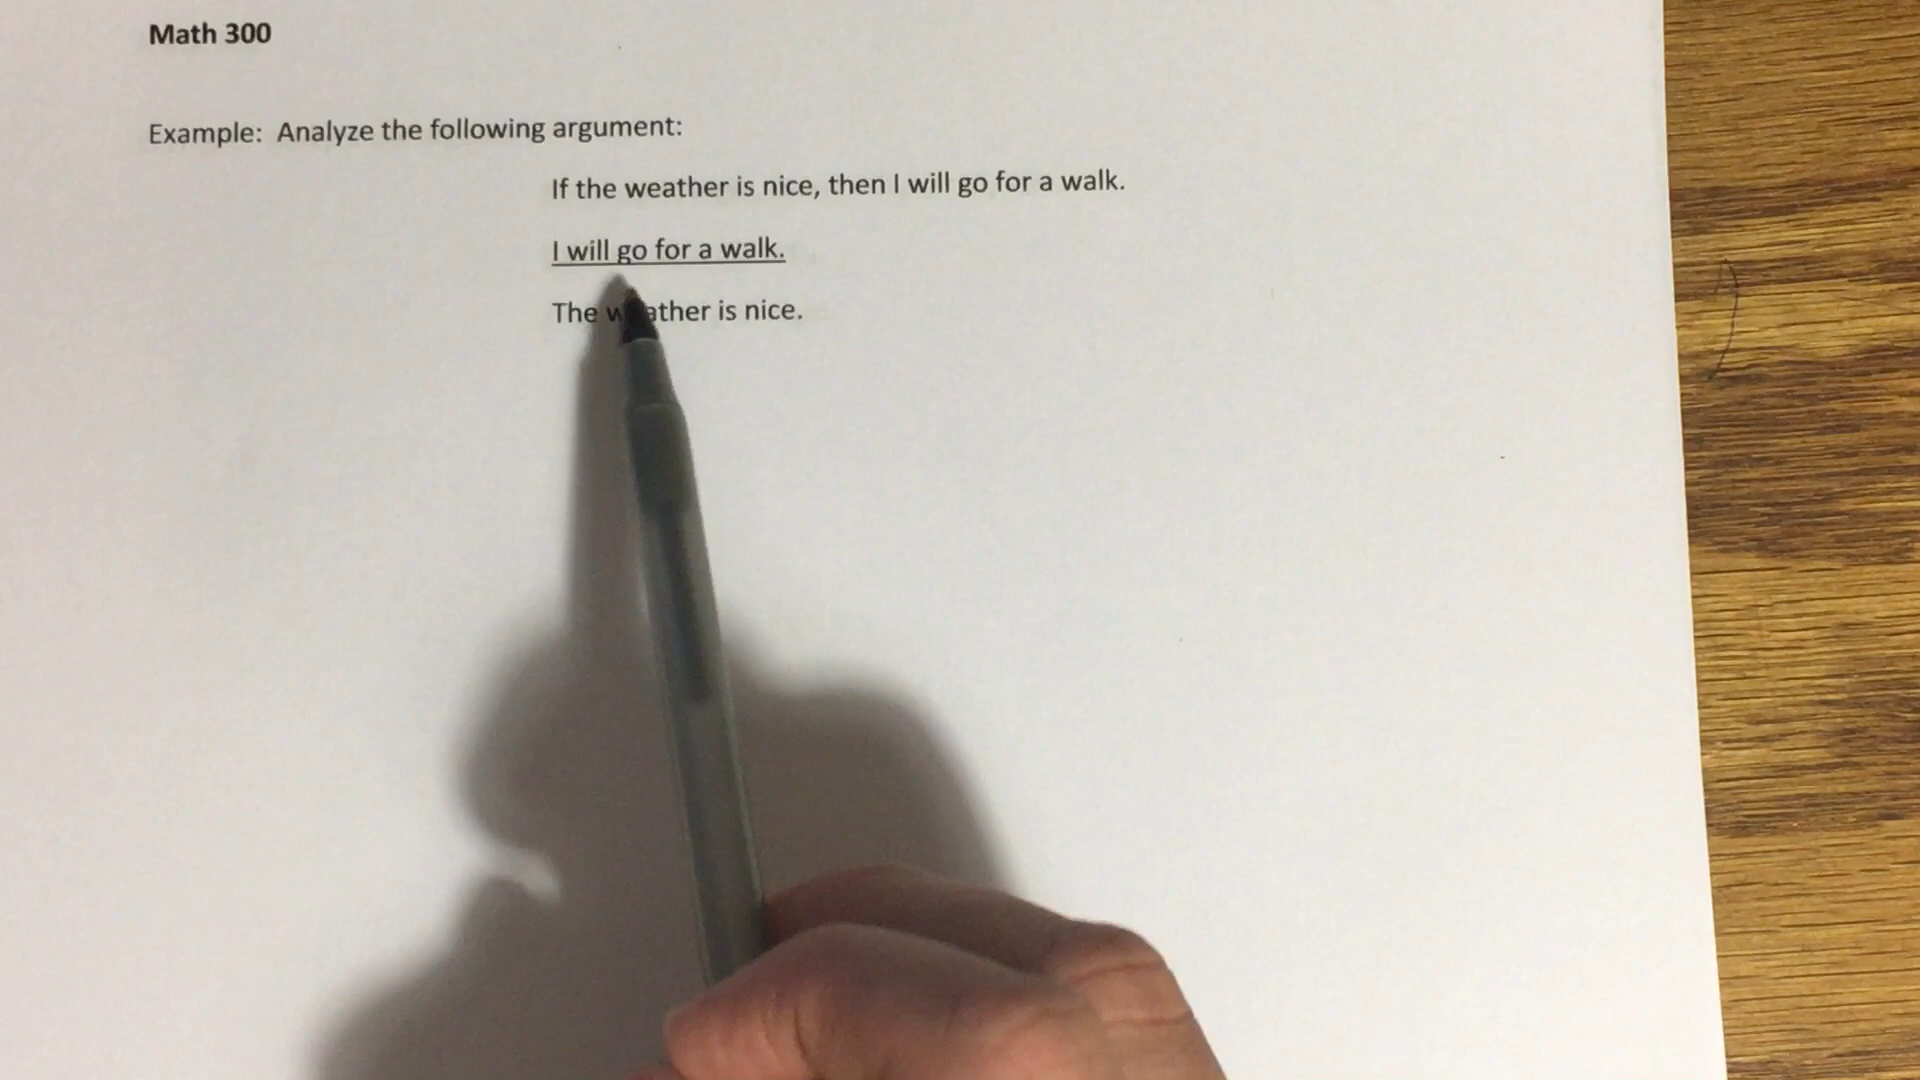 Math 300
Example: Analyze the following argument:
If the weather is nice, then I will go for a walk.
I will go for a walk.
The weather is nice.